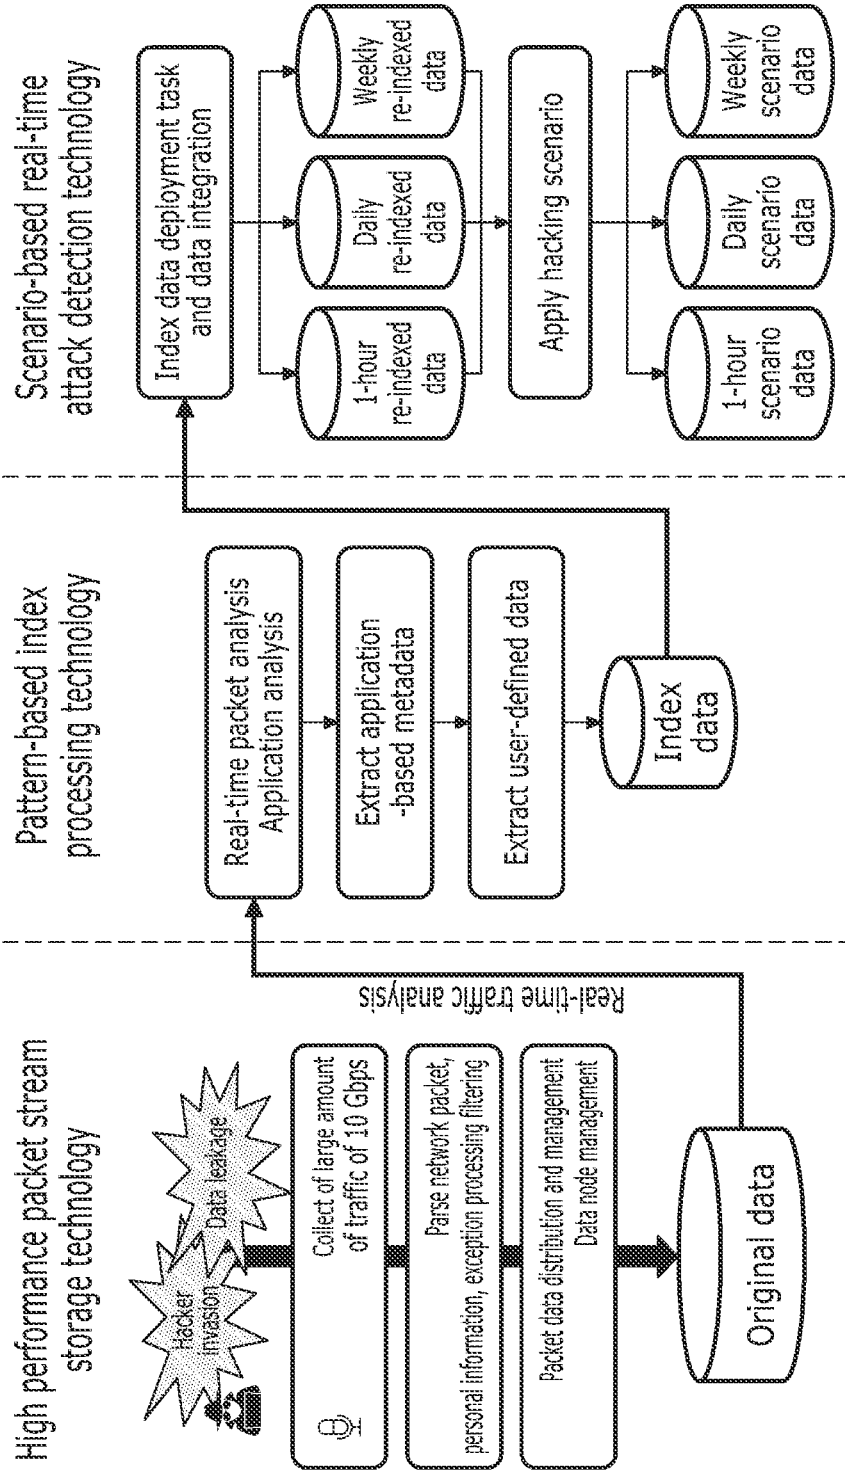 High performance packet stream
storage technology
Hacker
invasion
Data leakage
Collect of large amount
of traffic of 10 Gbps
Parse network packet,
personal information, exception processing filtering
Packet data distribution and management
Data node management
Original data
Real-time traffic analysis
Pattern-based index
processing technology
Real-time packet analysis
Application analysis
Extract application
-based metadata
Extract user-defined data
Index
data
Scenario-based real-time
attack detection technology
Index data deployment task
and data integration
1-hour
re-indexed
data
Daily
re-indexed
data
Weekly
re-indexed
data
Apply hacking scenario
1-hour
scenario
data
Daily
scenario
data
Weekly
scenario
data